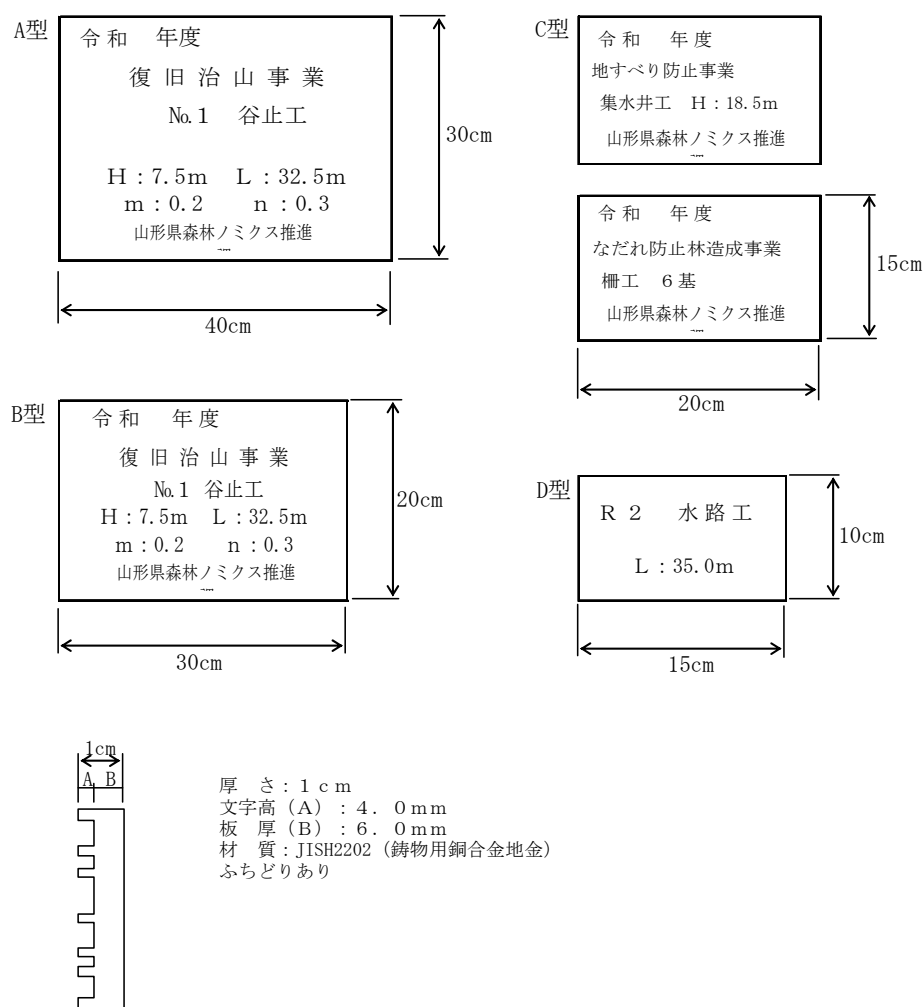 A型
令和　年度
復旧治山事業
No.1　谷止工
H：7.5m　L：32.5m
m：0.2　n：0.3
山形県森林ノミクス推進
30cm
40cm
B型
令和　年度
復旧治山事業
No.1 谷止工
H：7.5m　L：32.5m
m：0.2　n：0.3
山形県森林ノミクス推進
20cm
30cm
C型
令和　年度
地すべり防止事業
集水井工　H：18.5m
山形県森林ノミクス推進
令和　年度
なだれ防止林造成事業
柵工　6基
山形県森林ノミクス推進
15cm
20cm
D型
R 2　水路工
L：35.0m
10cm
15cm
1cm
A B
厚　さ：1cm
文字高（A）：4．0mm
板　厚（B）：6．0mm
材　質：JISH2202（鋳物用銅合金地金）
ふちどりあり